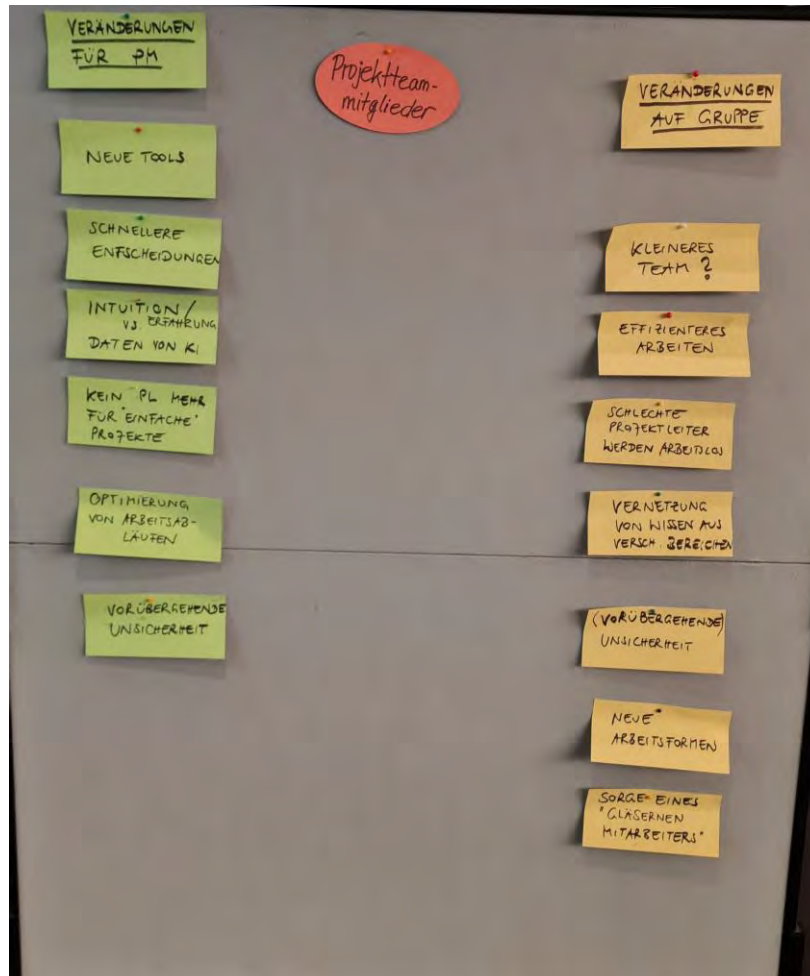 VERÄNDERUNGEN
FÜR PM
NEUE TOOLS
SCHNELLERE
ENTSCHEIDUNGEN
INTUITION/
VS. ERFAHRUNG
DATEN VON KI
KEIN PL MEHR
FÜR "EINFACHE"
PROJEKTE
OPTIMIERUNG
VON ARBEITSAB-
LÄUFEN
VORÜBERGEHENDE
UNSICHERHEIT
Projektteam-
mitglieder
VERÄNDERUNGEN
AUF GRUPPE
KLEINERES
TEAM ?
EFFIZIENTERES
ARBEITEN
SCHLECHTE
PROJEKTLEITER
WERDEN ARBEITSLOS
VERNETZUNG
VON WISSEN AUS
VERSCH. BEREICHEN
(VORÜBERGEHENDE)
UNSICHERHEIT
NEUE
ARBEITSFORMEN
SORGE EINES
"GLÄSERNEN
MITARBEITERS"